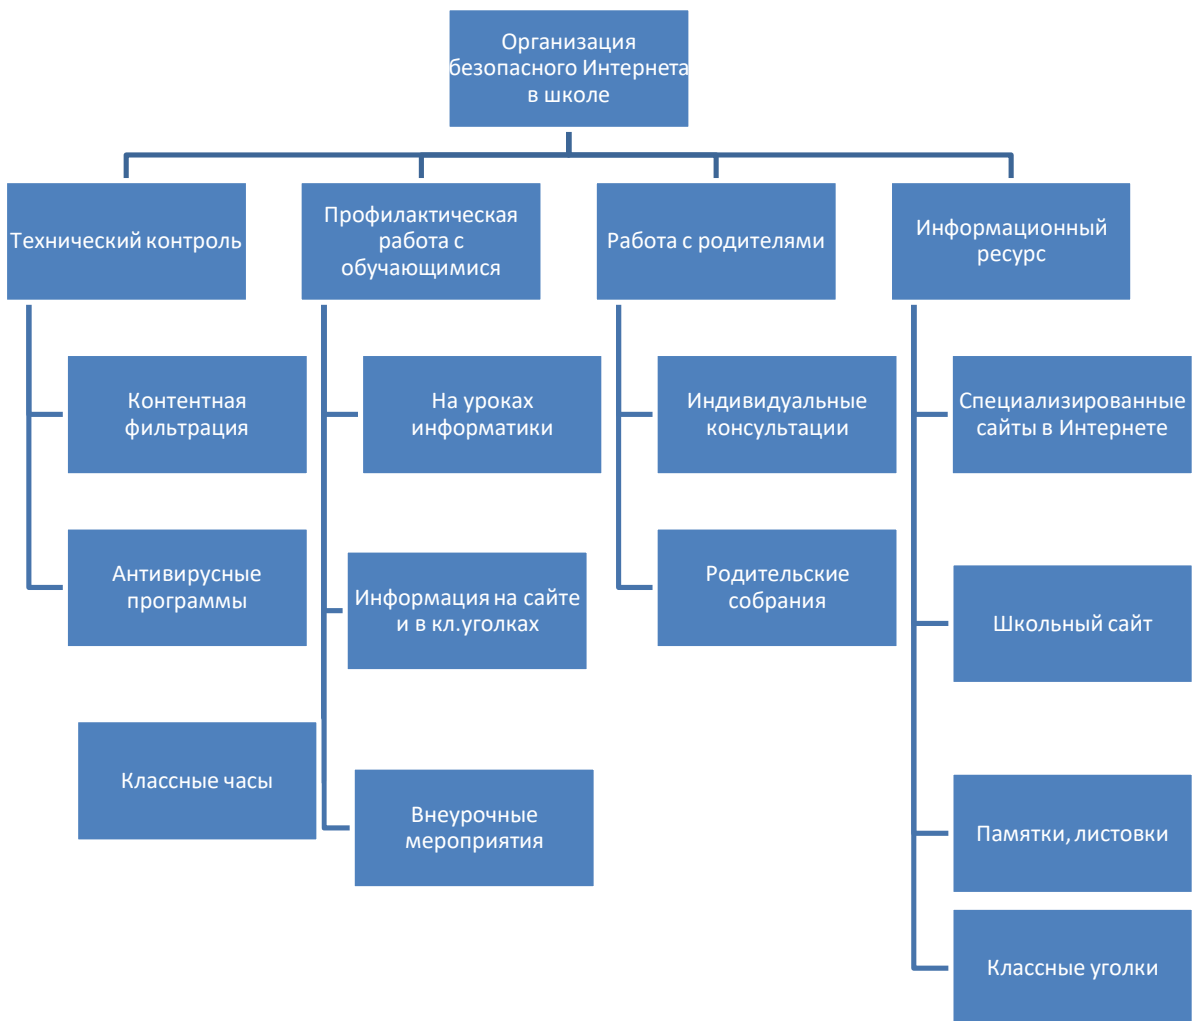 Организация
безопасного Интернета
в школе
Технический контроль
Профилактическая
работа с
обучающимися
Работа с родителями
Информационный
ресурс
Контентная
фильтрация
На уроках
информатики
Индивидуальные
консультации
Специализированные
сайты в Интернете
Антивирусные
программы
Информация на сайте
и в кл.уголках
Родительские
собрания
Школьный сайт
Классные часы
Внеурочные
мероприятия
Памятки, листовки
Классные уголки